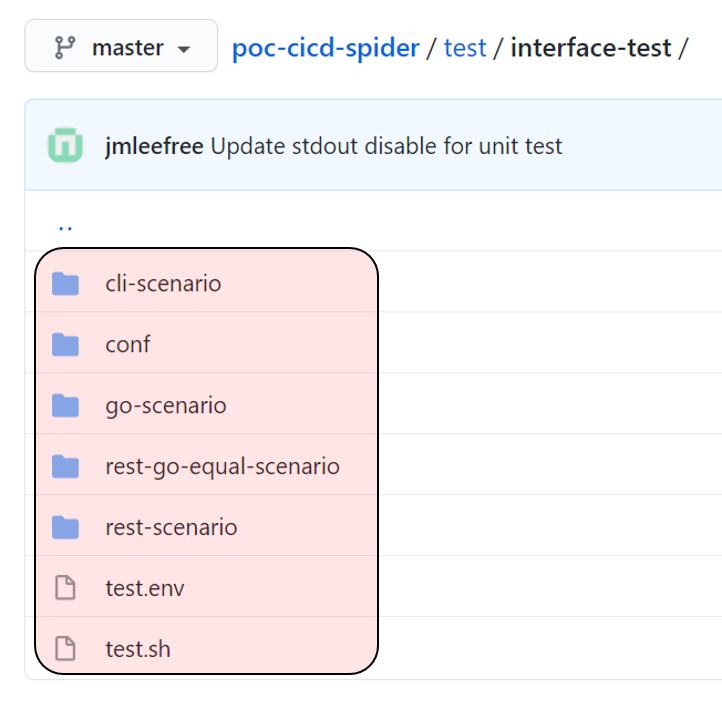 master poc-cicd-spider / test / interface-test /
jmleefree Update stdout disable for unit test
..
cli-scenario
conf
go-scenario
rest-go-equal-scenario
rest-scenario
test.env
test.sh